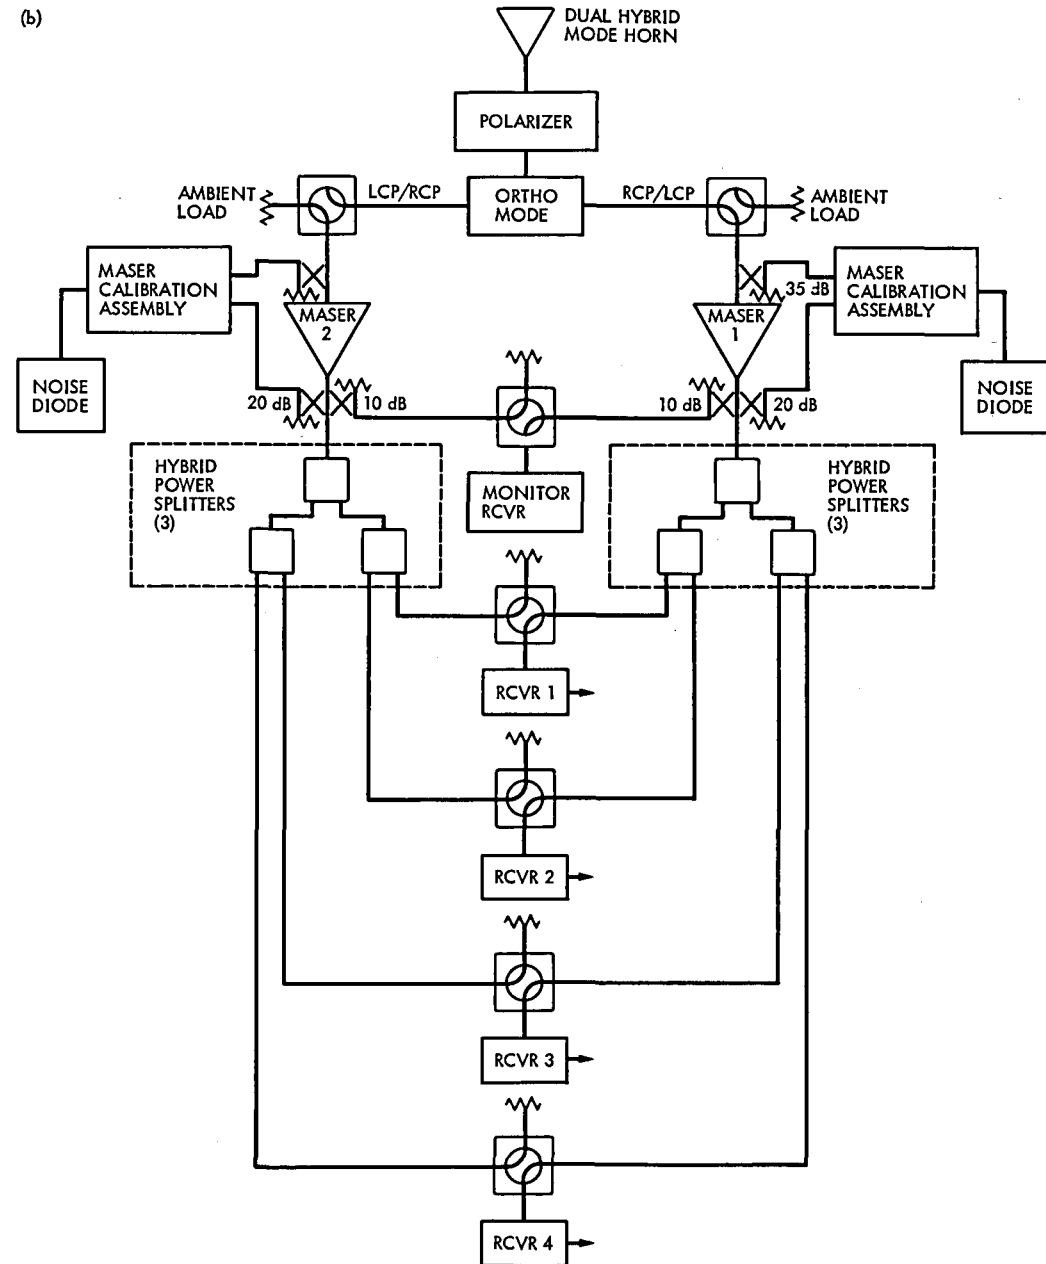 (b)
DUAL HYBRID
MODE HORN
POLARIZER
AMBIENT
LOAD
LCP/RCP
ORTHO
MODE
RCP/LCP
AMBIENT
LOAD
MASER
CALIBRATION
ASSEMBLY
35 dB
MASER
CALIBRATION
ASSEMBLY
MASER
2
MASER
1
NOISE
DIODE
20 dB
10 dB
10 dB
20 dB
NOISE
DIODE
HYBRID
POWER
SPLITTERS
(3)
MONITOR
RCVR
HYBRID
POWER
SPLITTERS
(3)
RCVR 1
RCVR 2
RCVR 3
RCVR 4